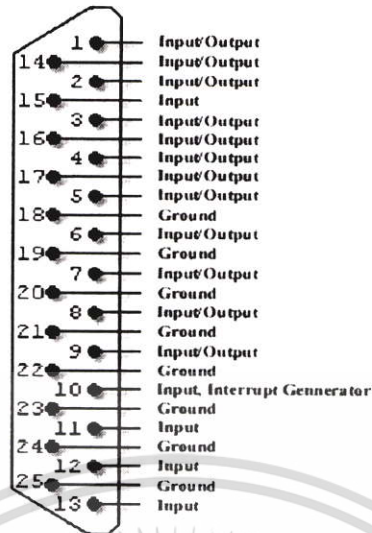 1 Input/Output
14 Input/Output
2 Input/Output
15 Input
3 Input/Output
16 Input/Output
4 Input/Output
17 Input/Output
5 Input/Output
18 Ground
6 Input/Output
19 Ground
7 Input/Output
20 Ground
8 Input/Output
21 Ground
9 Input/Output
22 Ground
10 Input, Interrupt Gennerator
23 Ground
11 Input
24 Ground
12 Input
25 Ground
13 Input